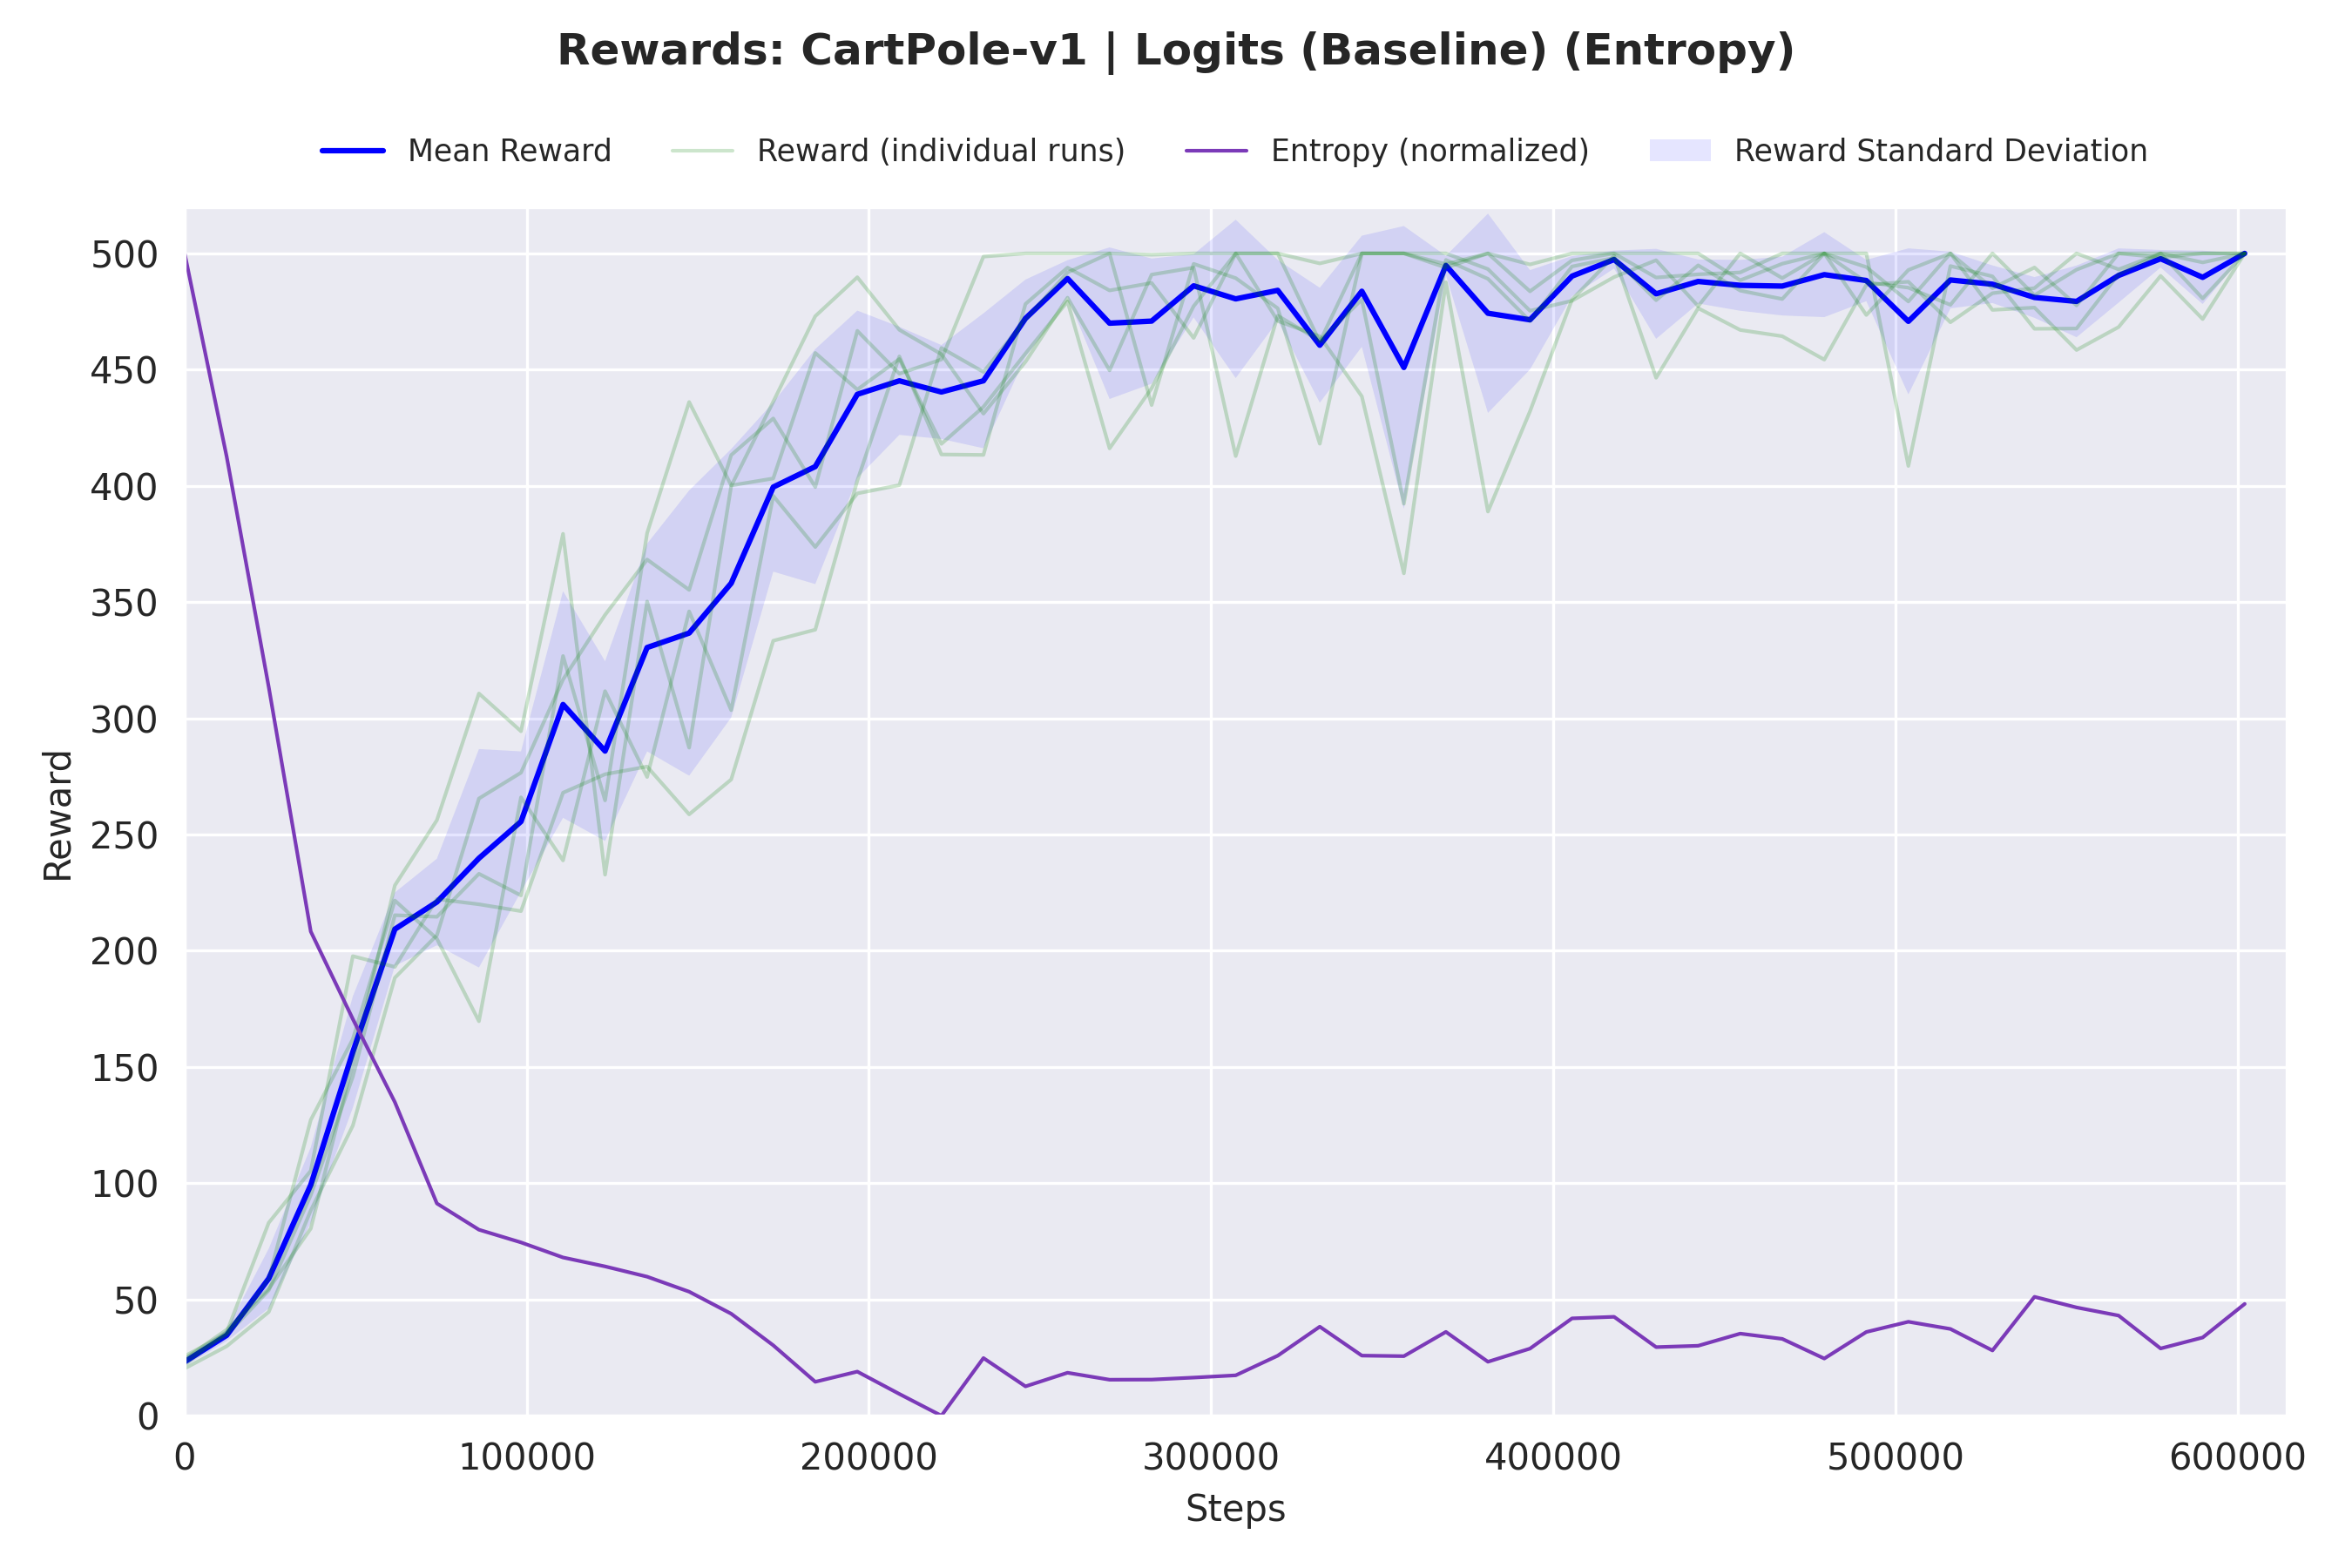 Rewards: CartPole-v1 | Logits (Baseline) (Entropy)
Mean Reward Reward (individual runs) Entropy (normalized) Reward Standard Deviation
500
450
400
350
300
250
200
150
100
50
0
Reward
0 100000 200000 300000 400000 500000 600000
Steps